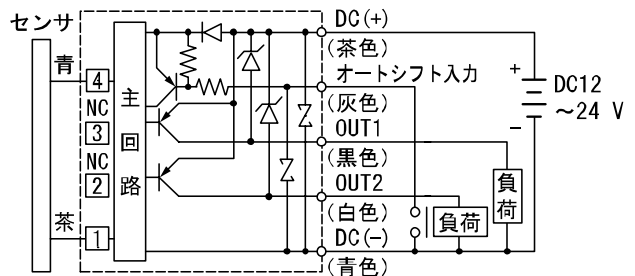 センサ
青
茶
4
NC
3
NC
2
1
主回路
DC(+)
(茶色)
オートシフト入力
(灰色)
OUT1
(黒色)
OUT2
(白色)
DC(-)
(青色)
負荷
負荷
+
-
DC12
～24 V